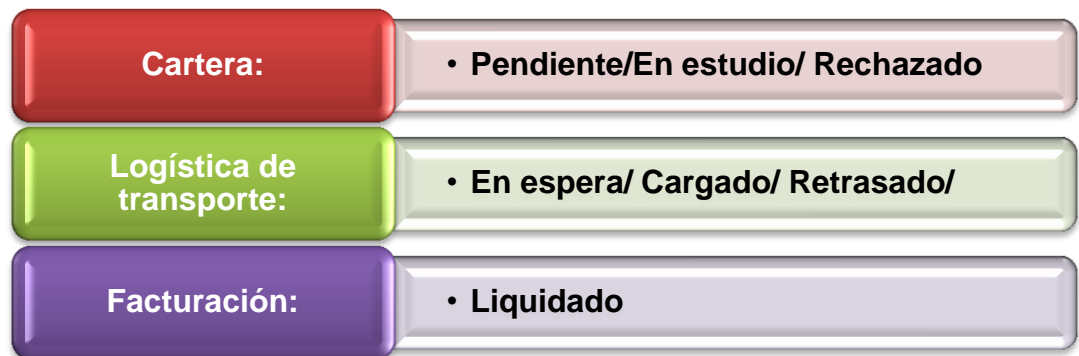 Cartera:
• Pendiente/En estudio/ Rechazado
Logística de
transporte:
• En espera/ Cargado/ Retrasado/
Facturación:
• Liquidado